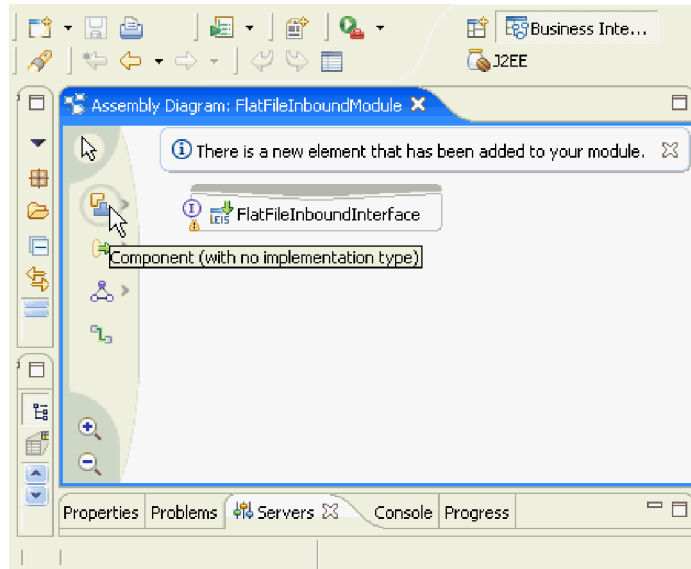 Business Inte...
J2EE
Assembly Diagram: FlatFileInboundModule
There is a new element that has been added to your module.
FlatFileInboundInterface
Component (with no implementation type)
Properties Problems Servers Console Progress